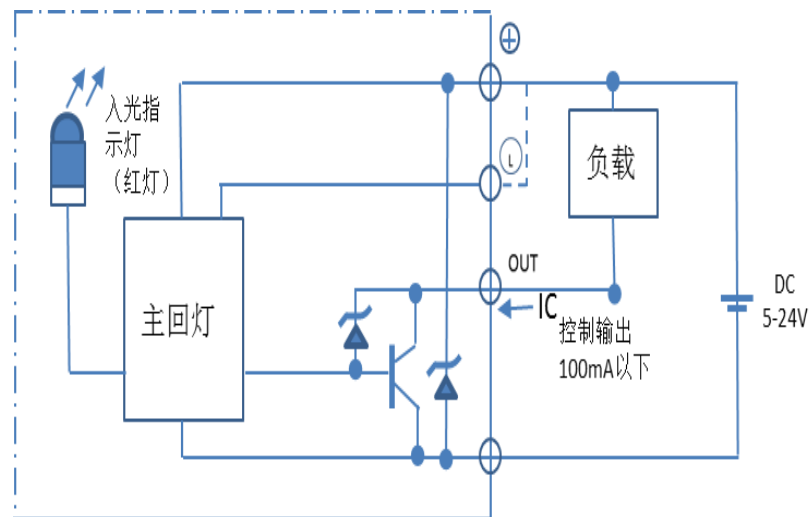 入光指
示灯
（红灯）
L
负载
OUT
主回灯
IC
控制输出
100mA以下
DC
5-24V